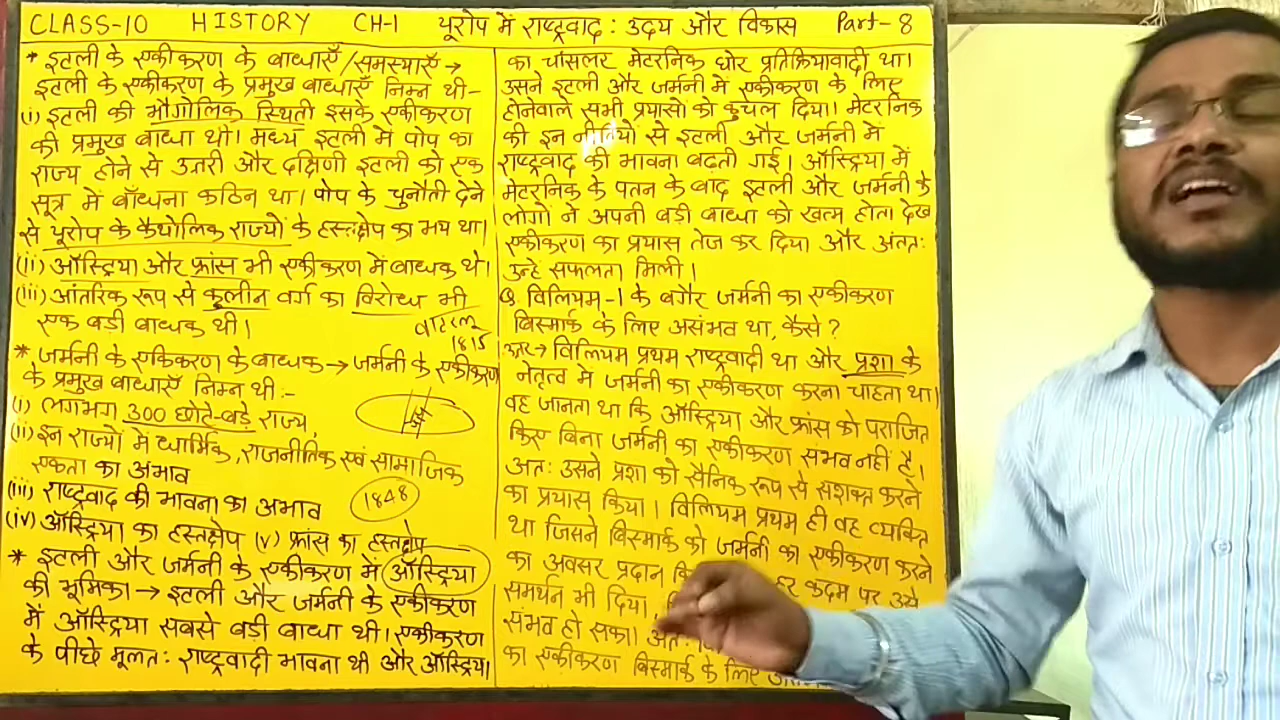 CLASS-10 HISTORY CH-1 यूरोप में राष्ट्रवाद : उदय और विकास Part-8
* इटली के एकीकरण के बाधाएँ/समस्याएँ →
इटली के एकीकरण के प्रमुख बाधाएँ निम्न थी-
(i) इटली की भौगोलिक स्थिती इसके एकीकरण
की प्रमुख बाधा थी। मध्य इटली में पोप का
राज्य होने से उत्तरी और दक्षिणी इटली को एक
सूत्र में बाँधना कठिन था। पोप के चुनौती देने
से यूरोप के कैथोलिक राज्यों के हस्तक्षेप का भय था।
(ii) ऑस्ट्रिया और फ्रांस भी एकीकरण में बाधक थे।
(iii) आंतरिक रूप से कुलीन वर्ग का विरोध भी
एक बड़ी बाधक थी।
वाटरलू
1815
* जर्मनी के एकिकरण के बाधक → जर्मनी के एकीकरण
के प्रमुख बाधाएँ निम्न थी:-
(i) लगभग 300 छोटे-बड़े राज्य,
(ii) इन राज्यों में धार्मिक, राजनीतिक एवं सामाजिक
एकता का अभाव
(iii) राष्ट्रवाद की भावना का अभाव
1848
(iv) ऑस्ट्रिया का हस्तक्षेप (v) फ्रांस का हस्तक्षेप
* इटली और जर्मनी के एकीकरण में ऑस्ट्रिया
की भूमिका → इटली और जर्मनी के एकीकरण
में ऑस्ट्रिया सबसे बड़ी बाधा थी। एकीकरण
के पीछे मूलतः राष्ट्रवादी भावना थी और ऑस्ट्रिया
का चांसलर मेटरनिक घोर प्रतिक्रियावादी था।
उसने इटली और जर्मनी में एकीकरण के लिए
होनेवाले सभी प्रयासों को कुचल दिया। मेटरनिक
की इन नीतियों से इटली और जर्मनी में
राष्ट्रवाद की भावना बढ़ती गई। ऑस्ट्रिया में
मेटरनिक के पतन के बाद इटली और जर्मनी के
लोगों ने अपनी बड़ी बाधा को खत्म होता देख
एकीकरण का प्रयास तेज कर दिया और अंततः
उन्हें सफलता मिली।
Q. विलियम-1 के बगैर जर्मनी का एकीकरण
बिस्मार्क के लिए असंभव था, कैसे?
उत्तर→ विलियम प्रथम राष्ट्रवादी था और प्रशा के
नेतृत्व में जर्मनी का एकीकरण करना चाहता था।
वह जानता था कि ऑस्ट्रिया और फ्रांस को पराजित
किए बिना जर्मनी का एकीकरण संभव नहीं है।
अतः उसने प्रशा को सैनिक रूप से सशक्त करने
का प्रयास किया। विलियम प्रथम ही वह व्यक्ति
था जिसने बिस्मार्क को जर्मनी का एकीकरण करने
का अवसर प्रदान कदम पर उसे
समर्थन भी दिया।
संभव हो सका।
का एकीकरण बिस्मार्क के लिए